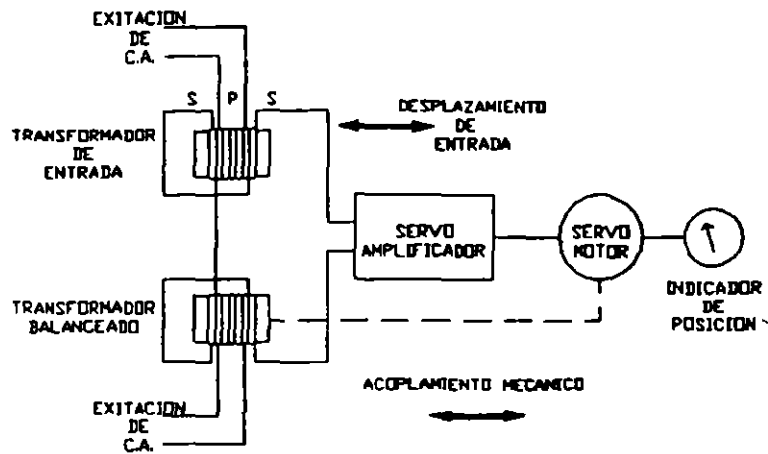 EXITACION
DE
C.A.
S P S
DESPLAZAMIENTO
DE
ENTRADA
TRANSFORMADOR
DE
ENTRADA
SERVO
AMPLIFICADOR
SERVO
MOTOR
INDICADOR
DE
POSICION
TRANSFORMADOR
BALANCEADO
ACOPLAMIENTO MECANICO
EXITACION
DE
C.A.